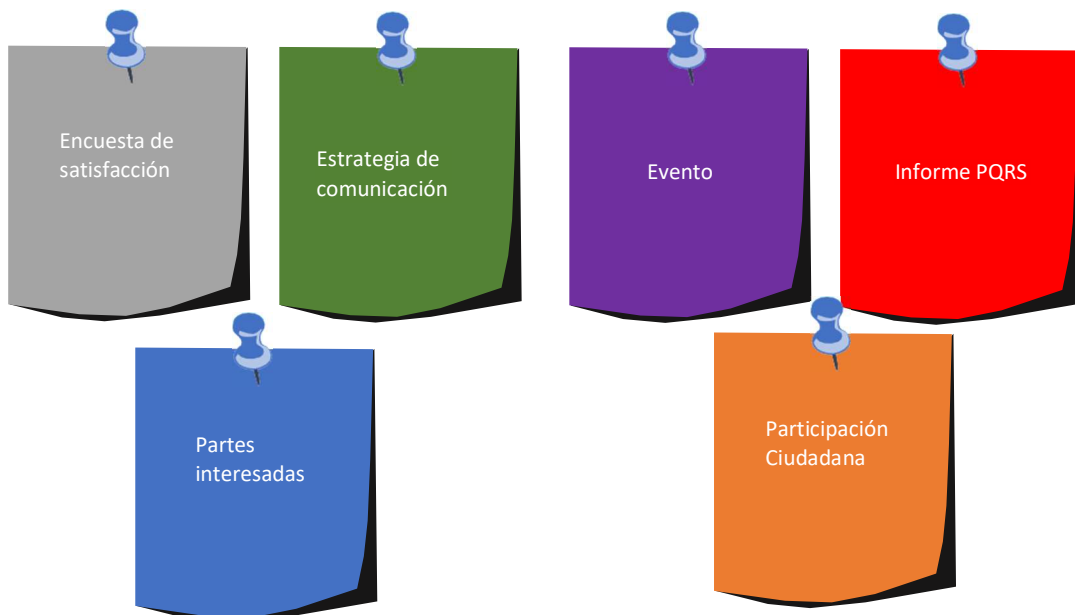 Encuesta de
satisfacción
Estrategia de
comunicación
Evento
Informe PQRS
Partes
interesadas
Participación
Ciudadana